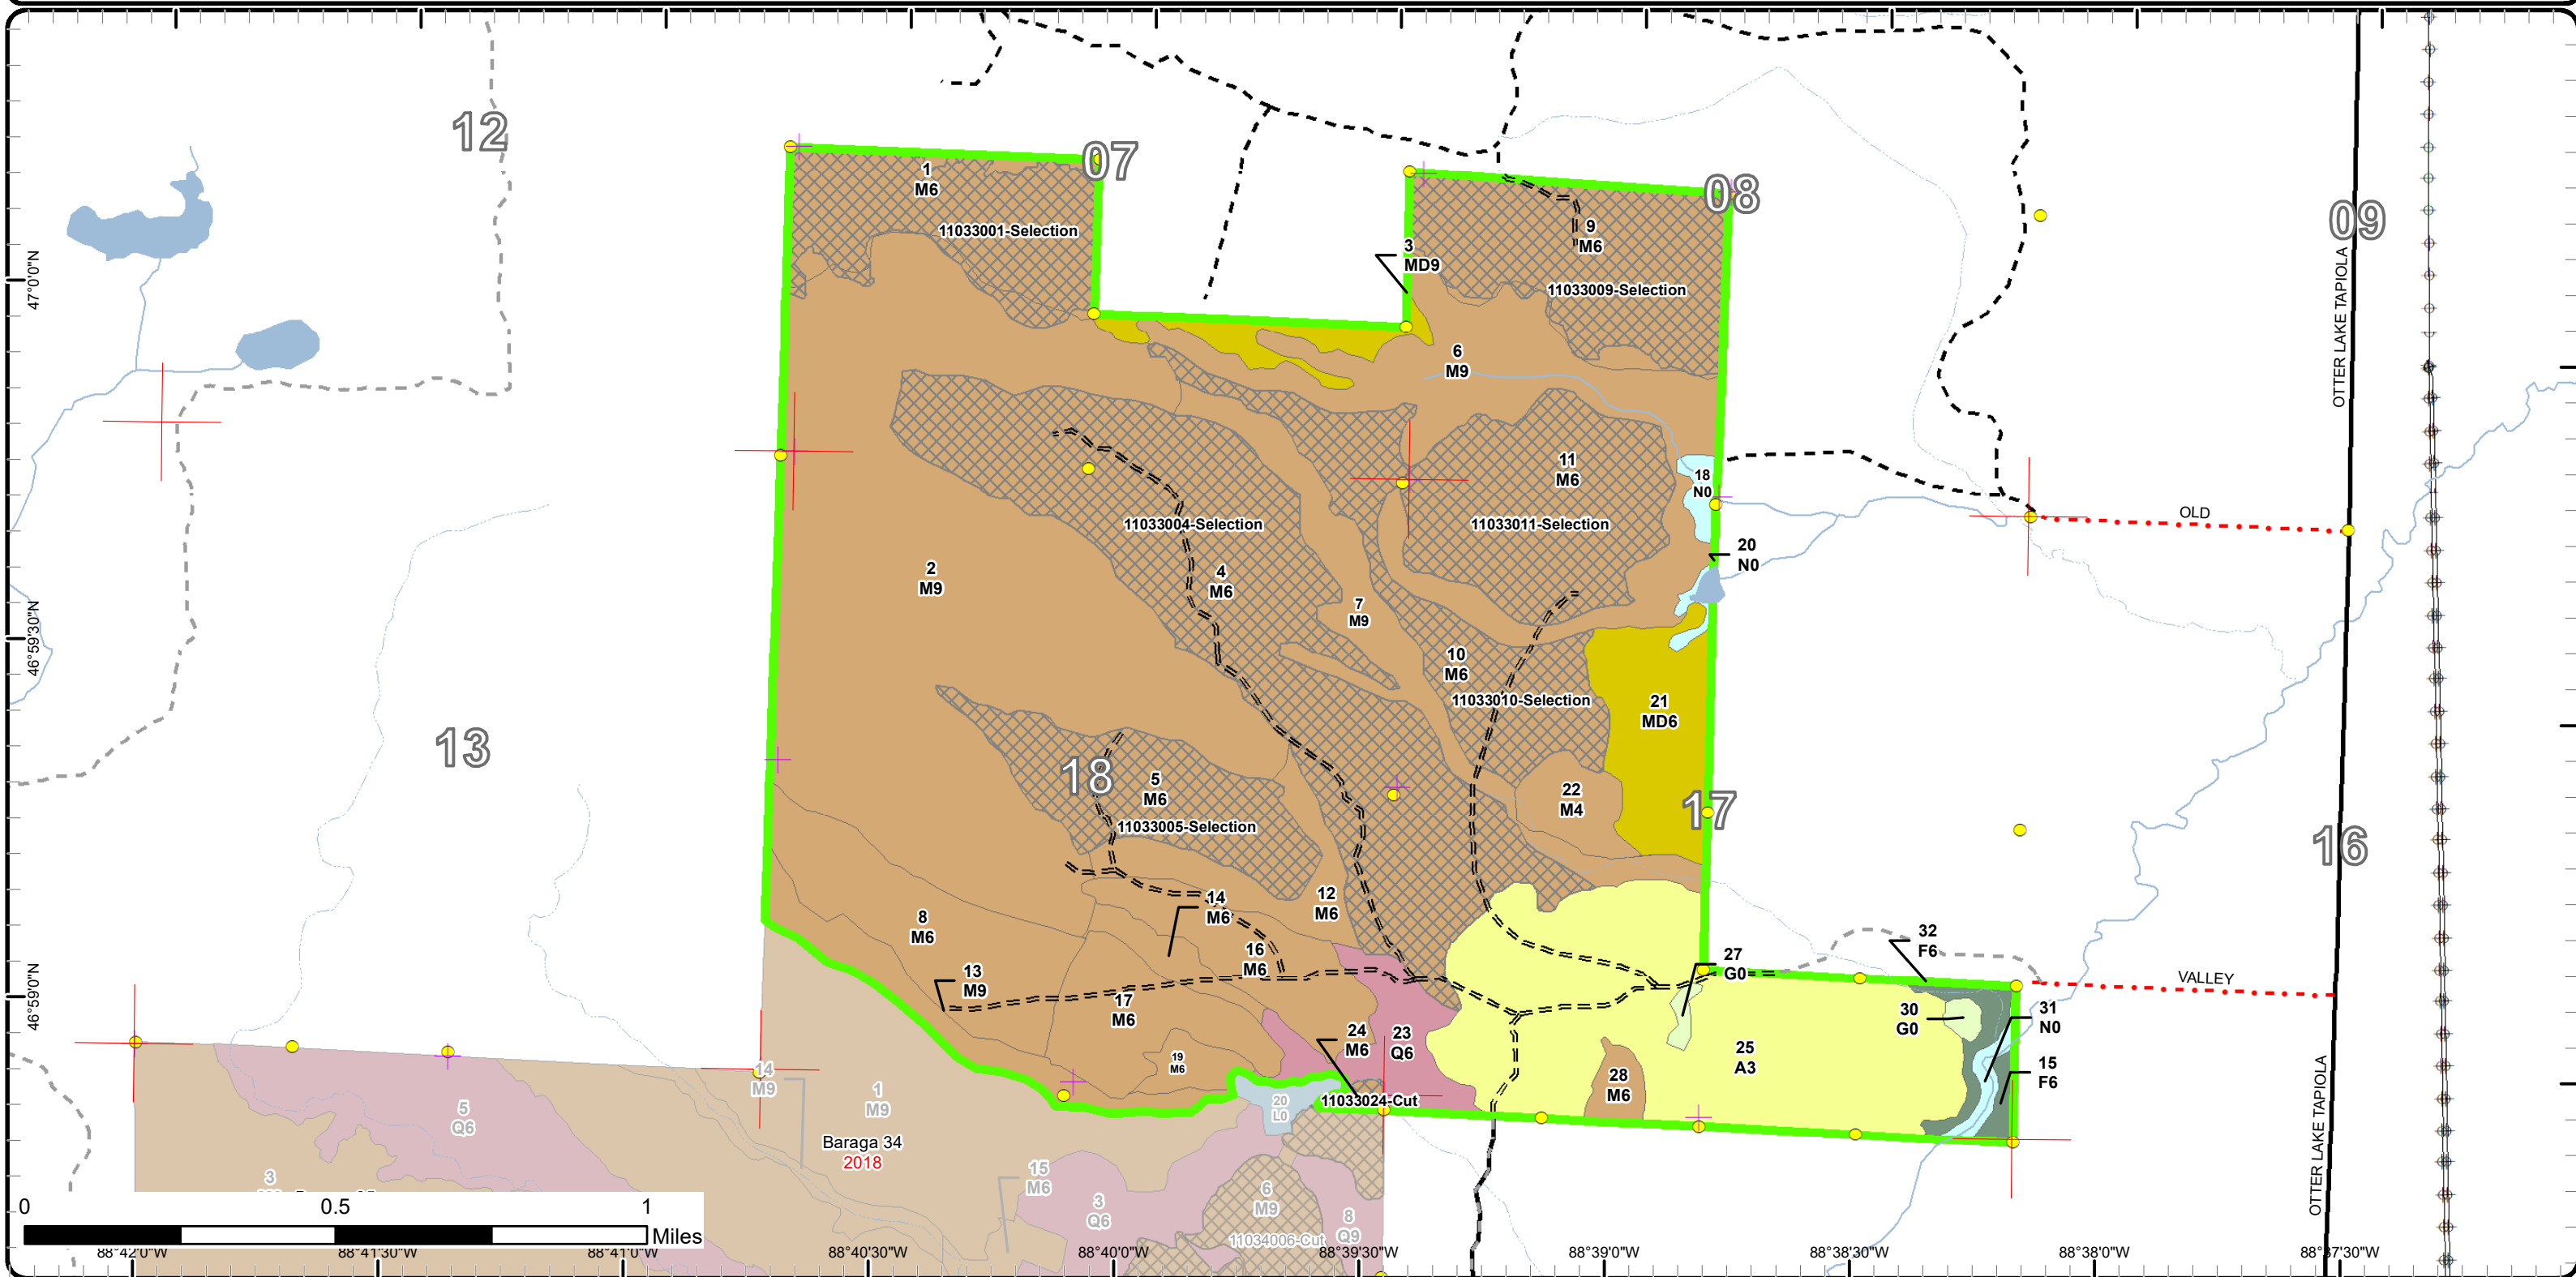 12
07
08
09
1
M6
11033001-Selection
9
M6
3
MD9
11033009-Selection
47°0'0"N
OTTER LAKE TAPIOLA
6
M9
11
M6
18
N0
11033004-Selection
11033011-Selection
OLD
20
N0
2
M9
4
M6
7
M9
46°59'30"N
10
M6
11033010-Selection
21
MD6
13
18
5
M6
11033005-Selection
22
M4
17
16
14
M6
12
M6
8
M6
16
M6
32
F6
27
G0
13
M9
VALLEY
46°59'0"N
17
M6
30
G0
31
N0
24
M6
23
Q6
25
A3
19
M6
15
F6
28
M6
14
M9
1
M9
20
L0
11033024-Cut
5
Q6
Baraga 34
2018
OTTER LAKE TAPIOLA
3
15
M6
3
Q6
6
M9
8
Q9
11034006-Cut
0 0.5 1
Miles
88°42'0"W 88°41'30"W 88°41'0"W 88°40'30"W 88°40'0"W 88°39'30"W 88°39'0"W 88°38'30"W 88°38'0"W 88°37'30"W